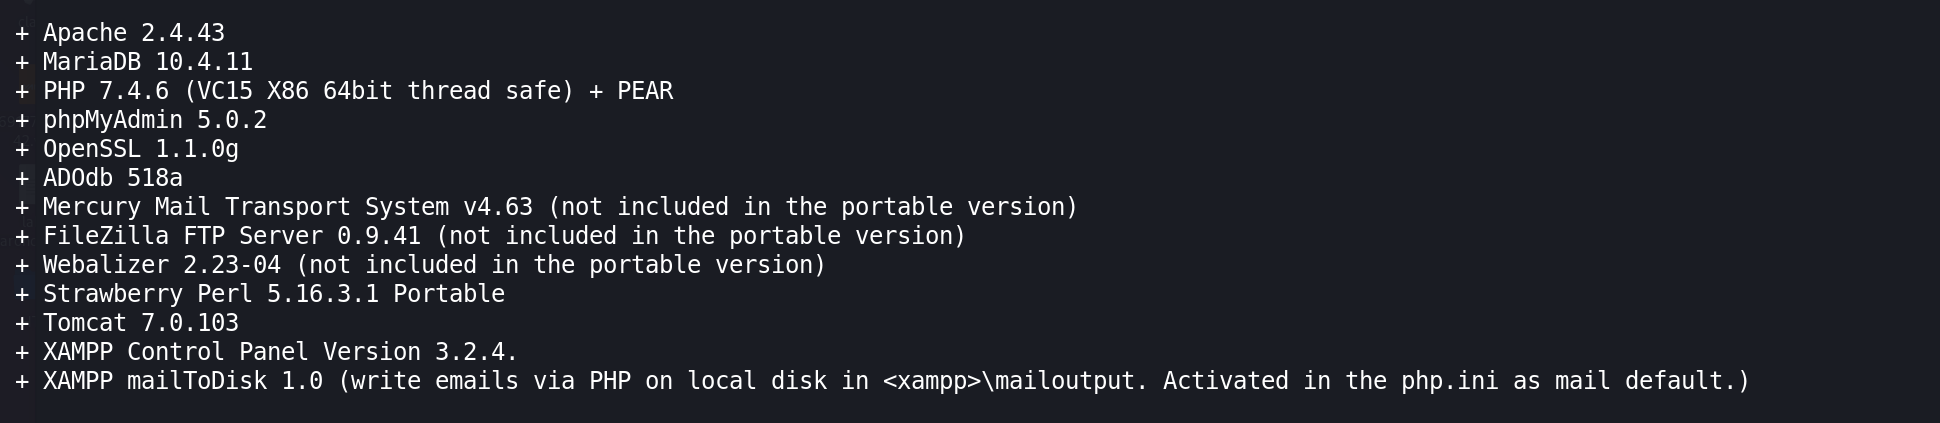 + Apache 2.4.43
+ MariaDB 10.4.11
+ PHP 7.4.6 (VC15 X86 64bit thread safe) + PEAR
+ phpMyAdmin 5.0.2
+ OpenSSL 1.1.0g
+ ADOdb 518a
+ Mercury Mail Transport System v4.63 (not included in the portable version)
+ FileZilla FTP Server 0.9.41 (not included in the portable version)
+ Webalizer 2.23-04 (not included in the portable version)
+ Strawberry Perl 5.16.3.1 Portable
+ Tomcat 7.0.103
+ XAMPP Control Panel Version 3.2.4.
+ XAMPP mailToDisk 1.0 (write emails via PHP on local disk in <xampp>\mailoutput. Activated in the php.ini as mail default.)